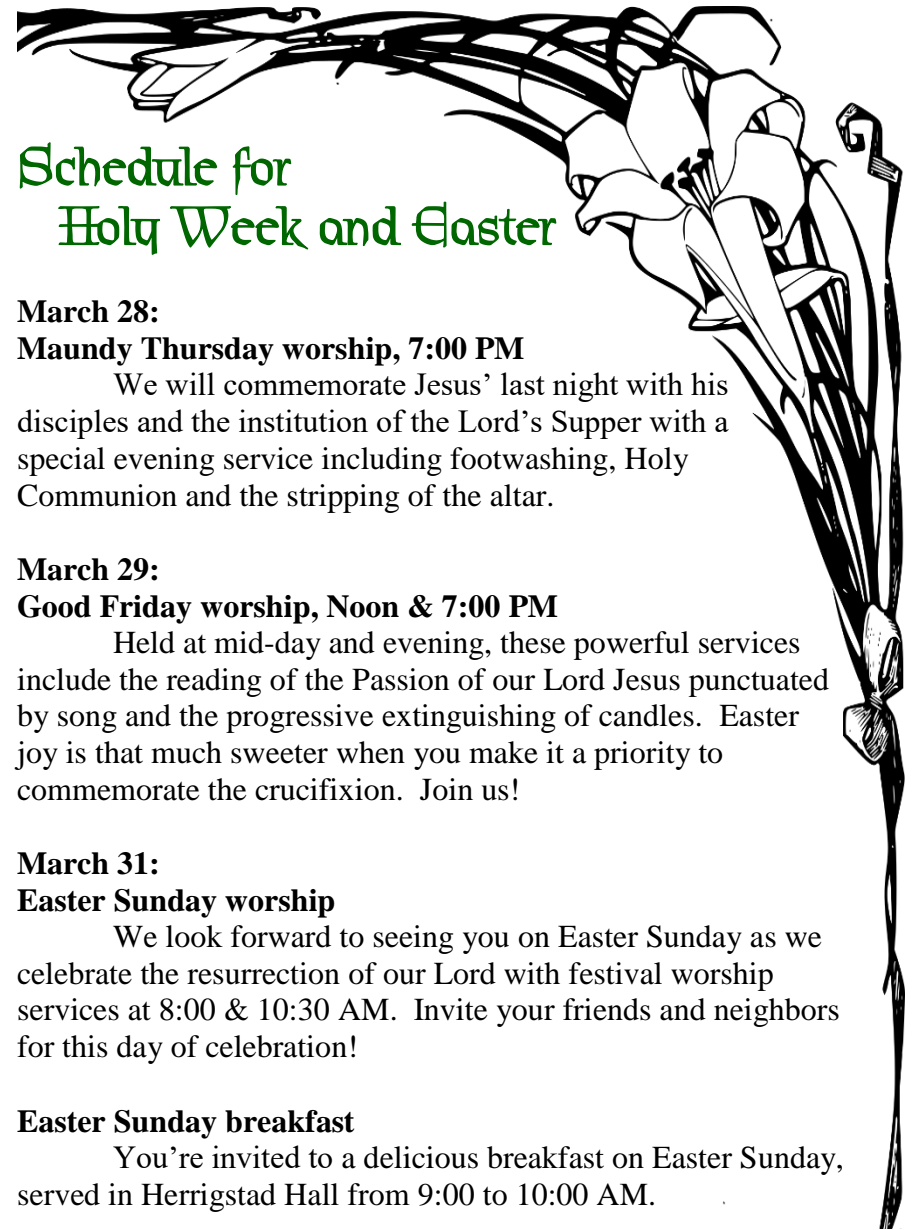 Schedule for
Holy Week and Easter
March 28:
Maundy Thursday worship, 7:00 PM
We will commemorate Jesus’ last night with his
disciples and the institution of the Lord’s Supper with a
special evening service including footwashing, Holy
Communion and the stripping of the altar.
March 29:
Good Friday worship, Noon & 7:00 PM
Held at mid-day and evening, these powerful services
include the reading of the Passion of our Lord Jesus punctuated
by song and the progressive extinguishing of candles.  Easter
joy is that much sweeter when you make it a priority to
commemorate the crucifixion.  Join us!
March 31:
Easter Sunday worship
We look forward to seeing you on Easter Sunday as we
celebrate the resurrection of our Lord with festival worship
services at 8:00 & 10:30 AM.  Invite your friends and neighbors
for this day of celebration!
Easter Sunday breakfast
You’re invited to a delicious breakfast on Easter Sunday,
served in Herrigstad Hall from 9:00 to 10:00 AM.